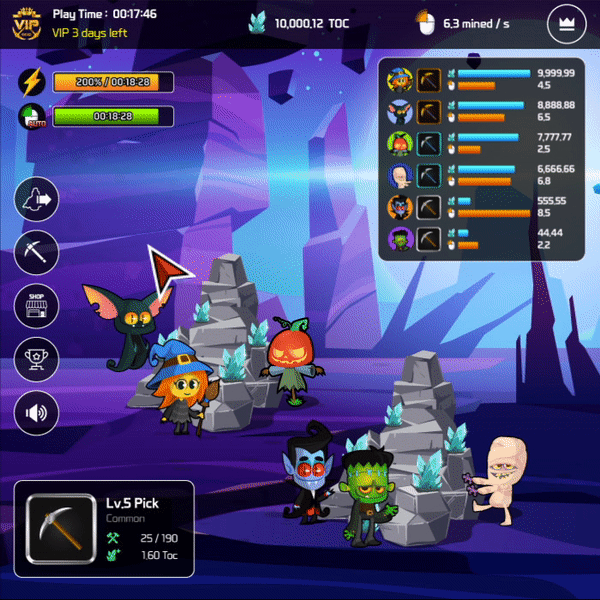 VIP
Play Time : 00:17:46
VIP 3 days left
10,000,12 TOC
6.3 mined / s
200% / 00:18:28
AUTO
00:18:28
9,999.99
4.5
8,888.88
6.5
7,777.77
2.5
6,666.66
6.8
555.55
8.5
44,44
2.2
SHOP
Lv.5 Pick
Common
25 / 190
1.60 Toc